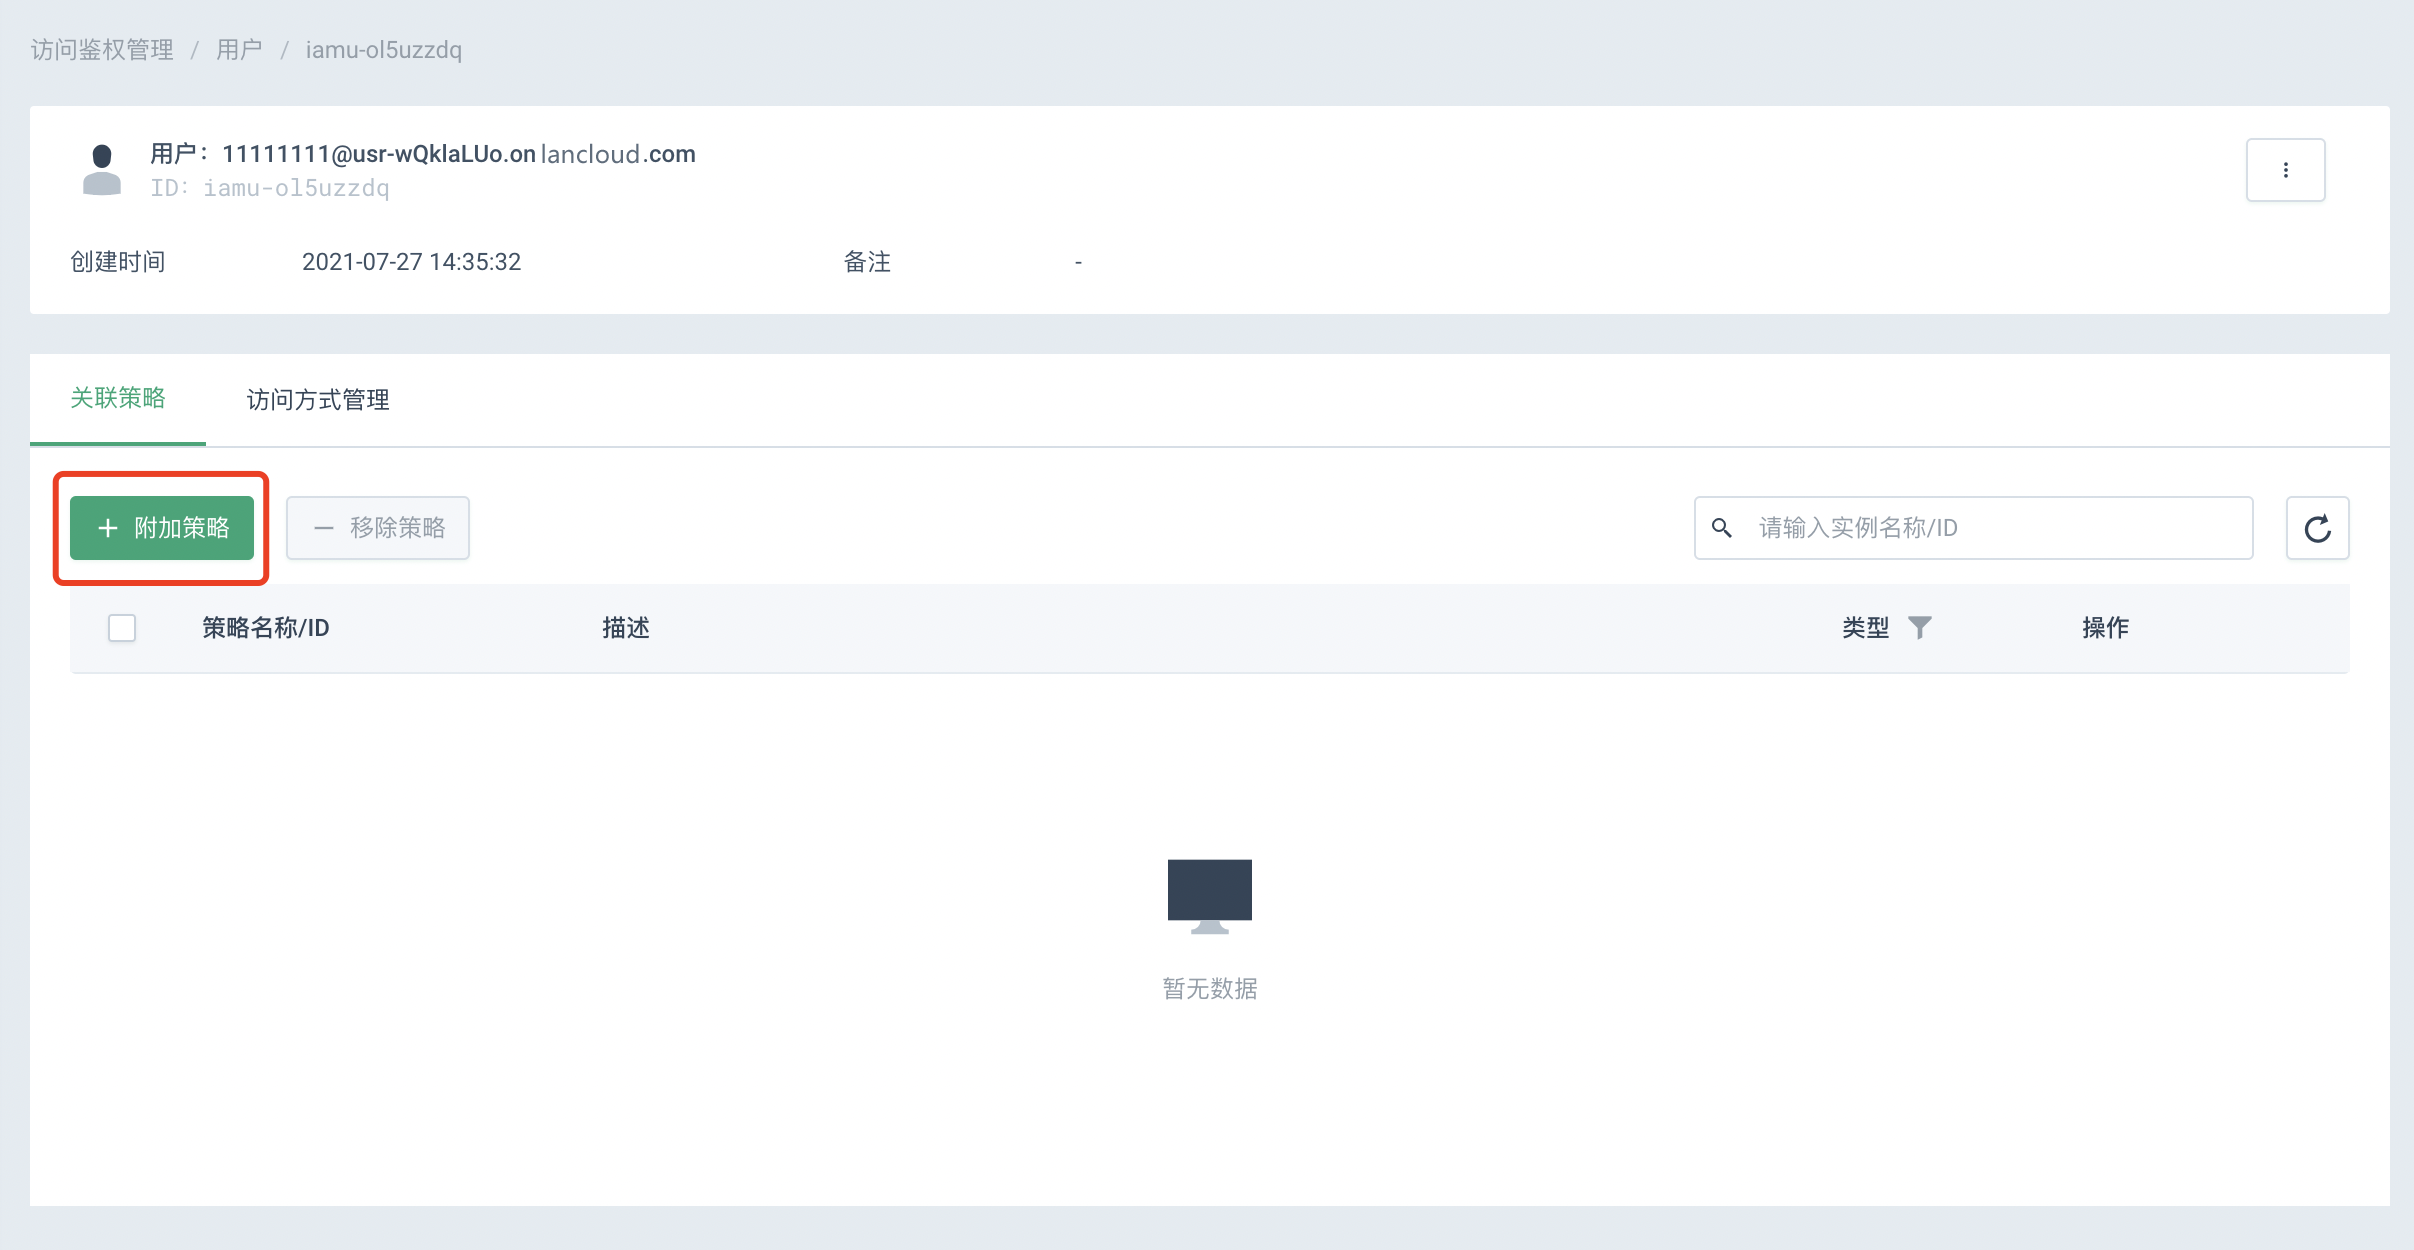 访问鉴权管理 / 用户 / iamu-ol5uzzdq
用户：11111111@usr-wQklaLUo.onlancloud.com
ID：iamu-ol5uzzdq
创建时间 2021-07-27 14:35:32 备注 -
关联策略 访问方式管理
+ 附加策略 — 移除策略 请输入实例名称/ID
策略名称/ID 描述 类型 操作
暂无数据